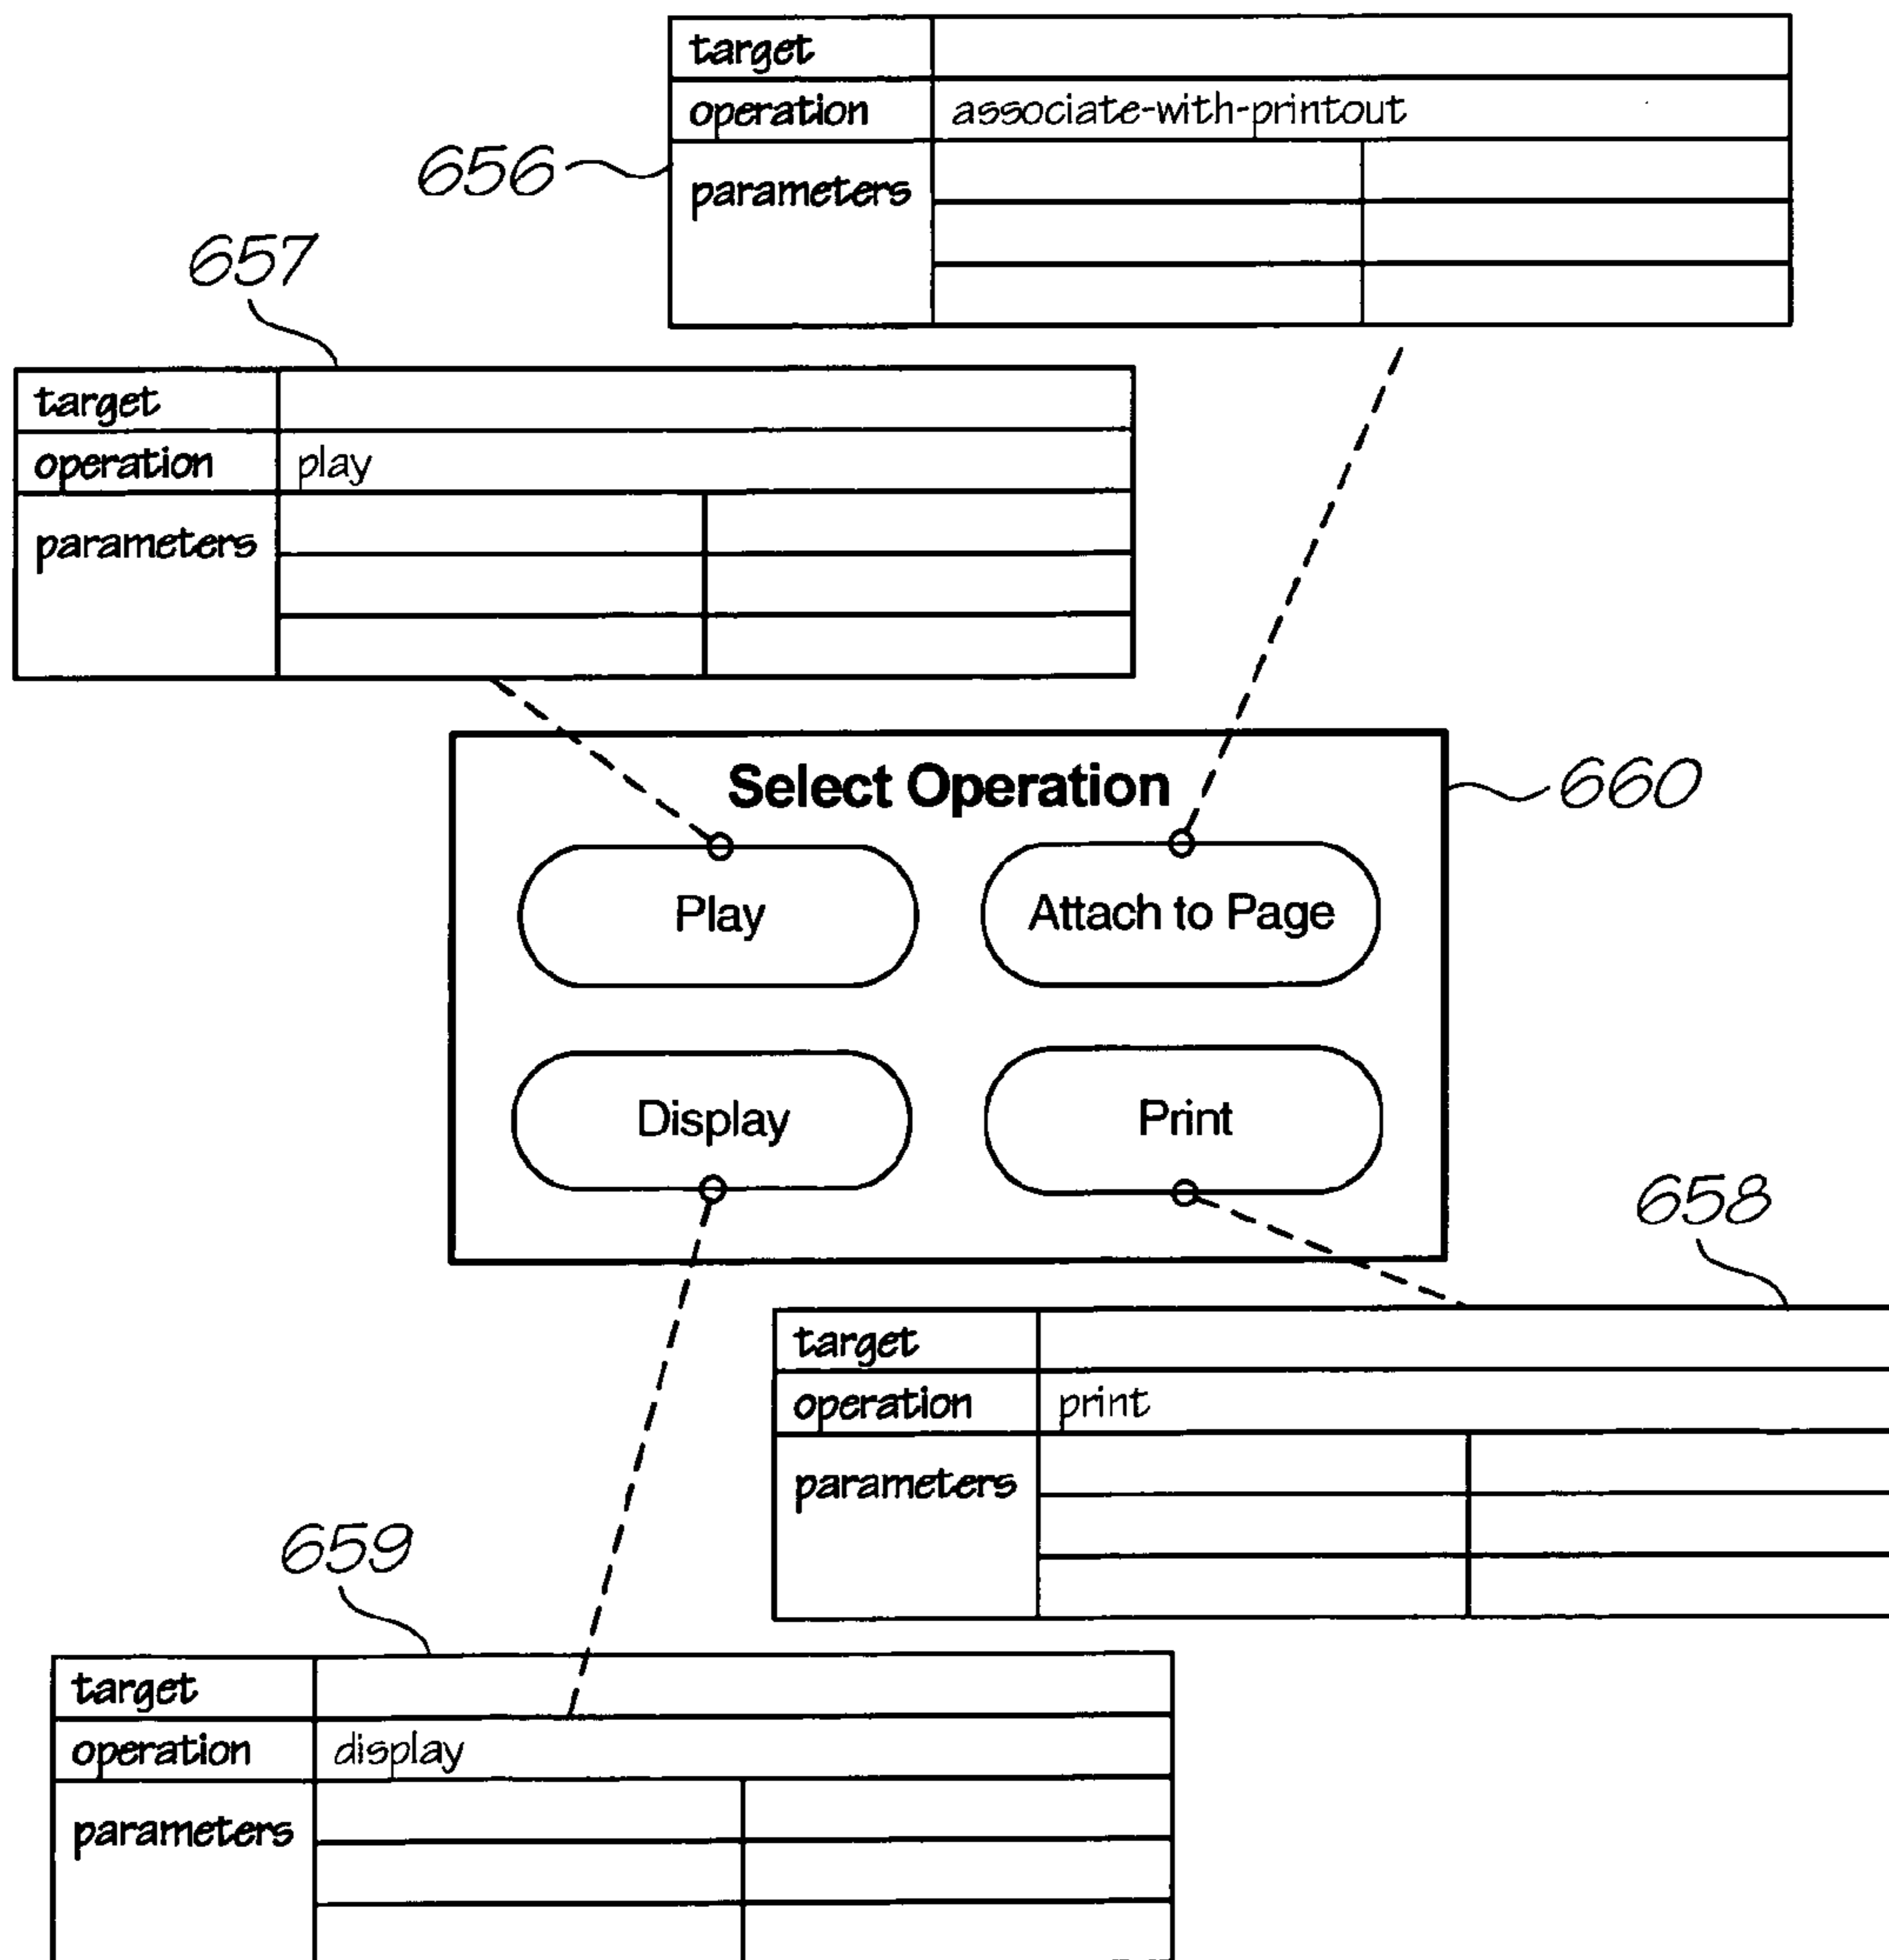 target
operation associate-with-printout
656
parameters
657
target
operation play
parameters
Select Operation
660
Play Attach to Page
Display Print
658
target
operation print
parameters
659
target
operation display
parameters